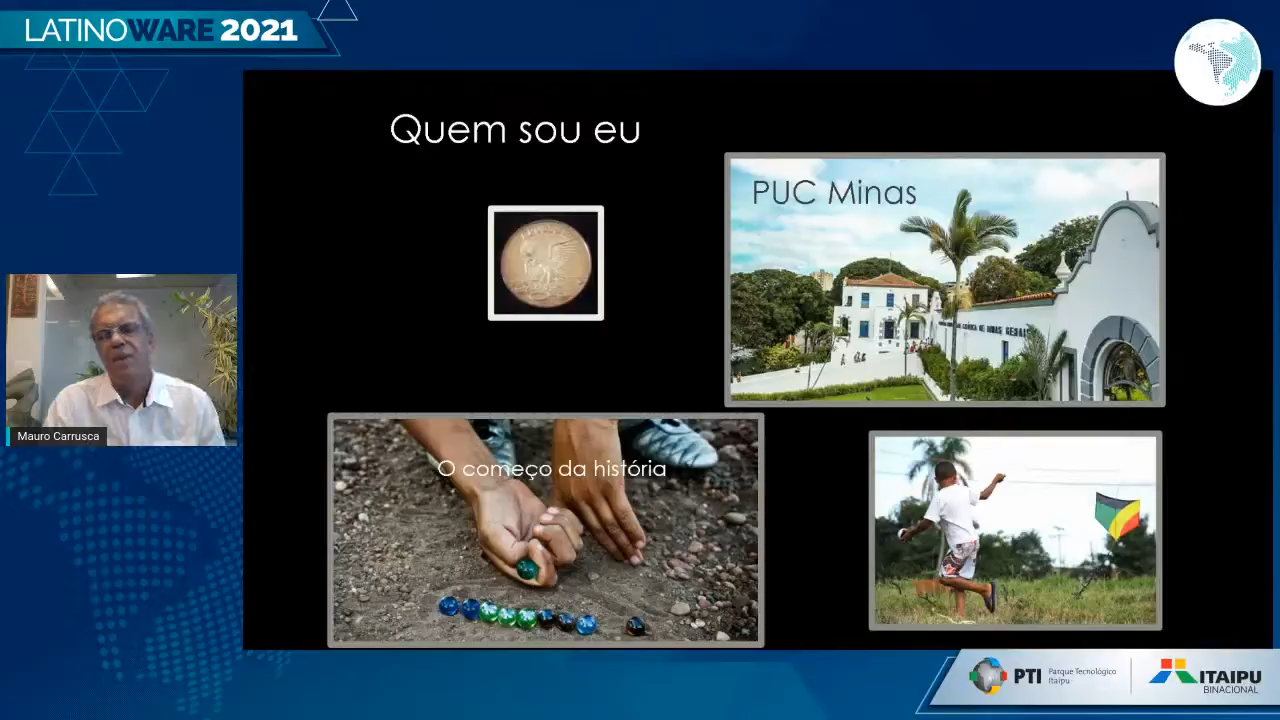 LATINOWARE 2021
Quem sou eu
PUC Minas
Mauro Carrusca
O começo da história
PTI
Parque Tecnológico
Itaipu
ITAIPU
BINACIONAL